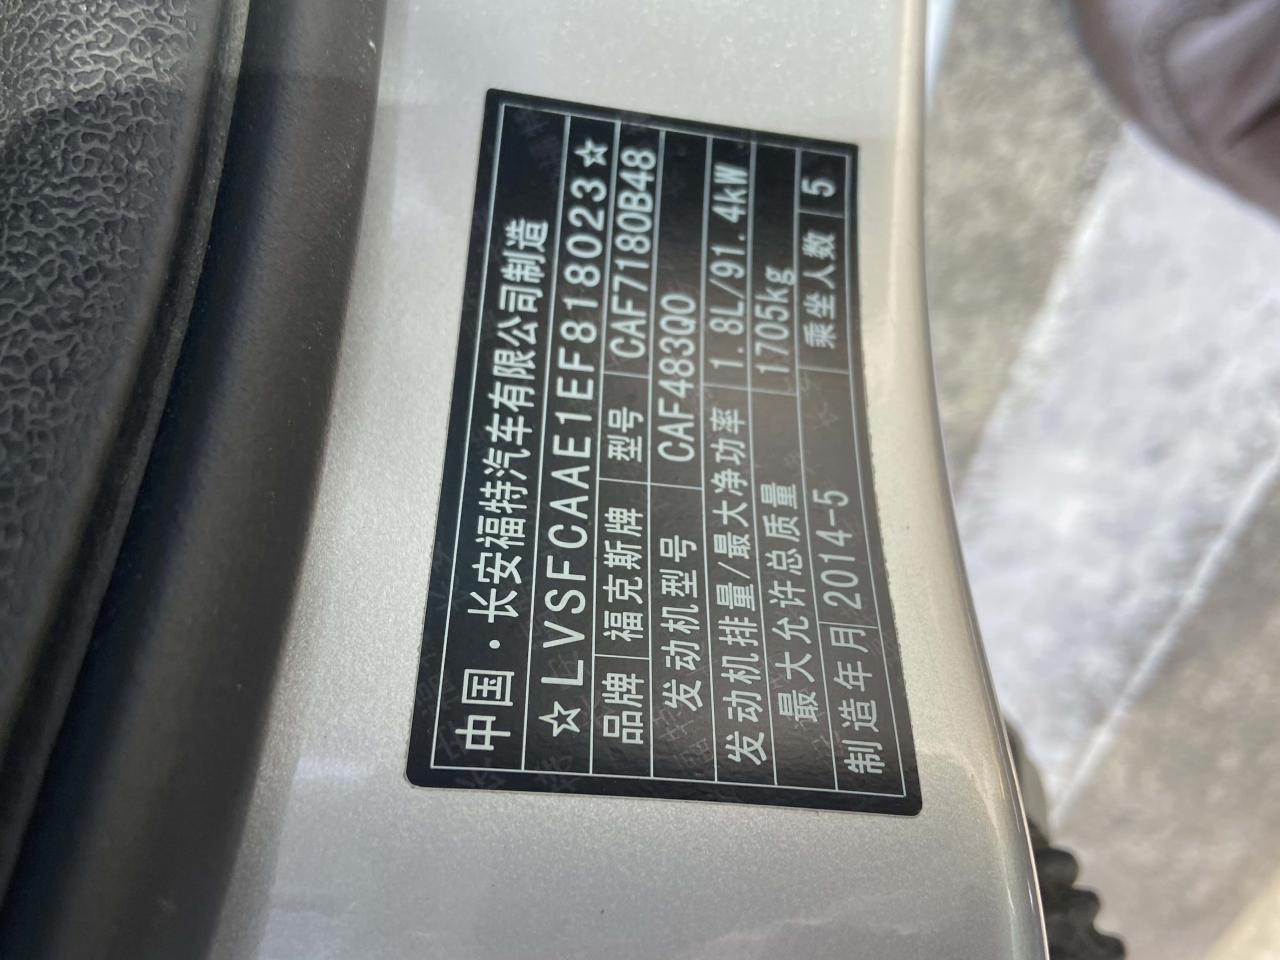 中国·长安福特汽车有限公司制造
☆LVSFCAAE1EF818023☆
品牌 福克斯牌 型号 CAF7180B48
发动机型号 CAF483Q0
发动机排量/最大净功率 1.8L/91.4kW
最大允许总质量 1705kg
制造年月 2014-5 乘坐人数 5